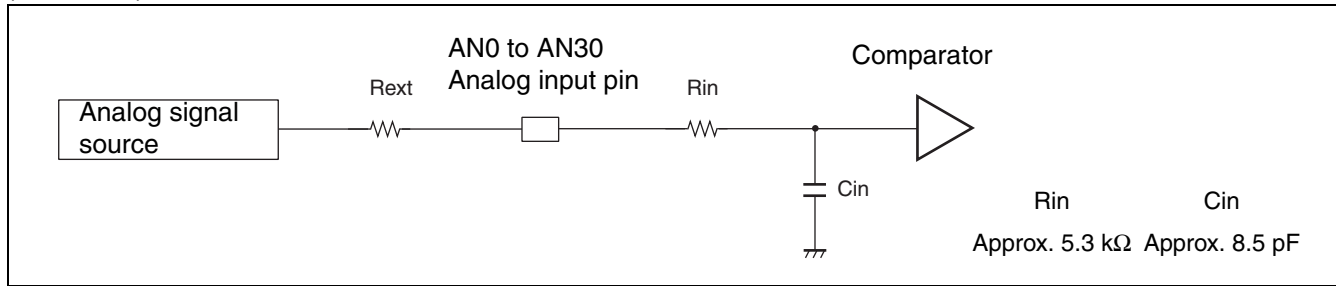 AN0 to AN30
Analog input pin
Comparator
Rext
Rin
Analog signal
source
Cin
Rin Cin
Approx. 5.3 kΩ Approx. 8.5 pF